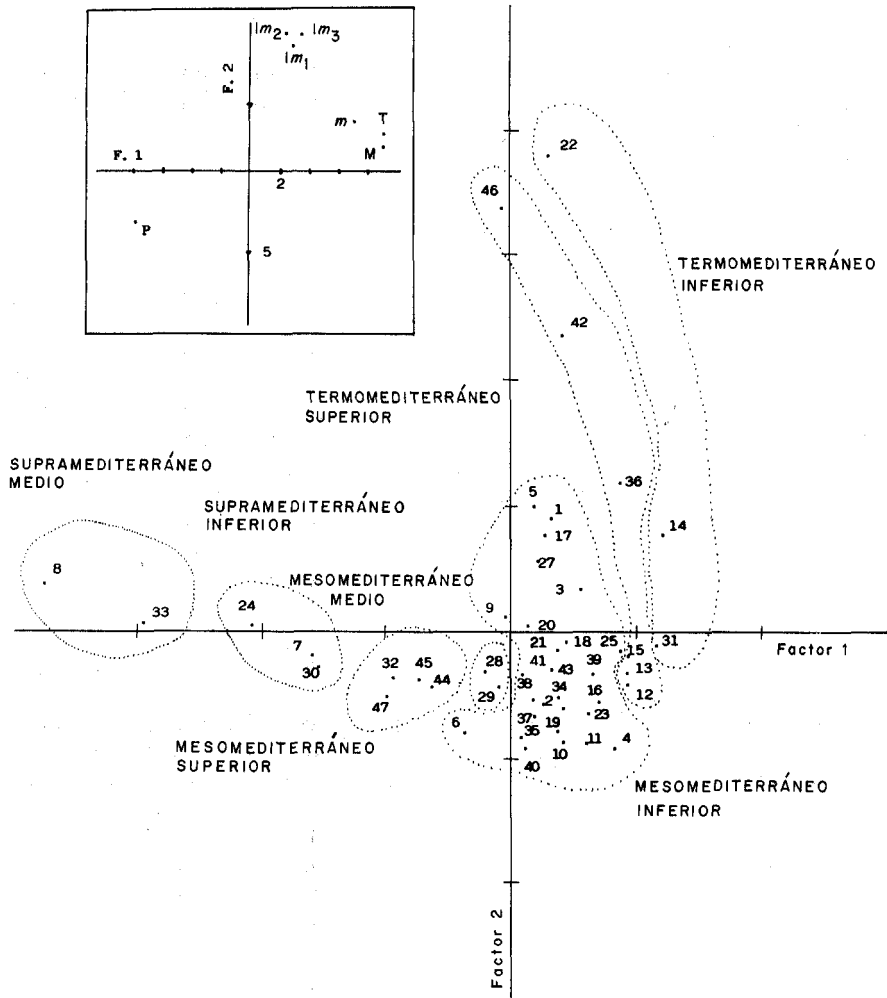 lm2 lm3
lm1
F. 2
m T
M
F. 1
2
P
5
22
46
TERMOMEDITERRÁNEO
INFERIOR
42
TERMOMEDITERRÁNEO
SUPERIOR
SUPRAMEDITERRÁNEO
MEDIO
36
5 1
SUPRAMEDITERRÁNEO
INFERIOR
17 14
27
8
MESOMEDITERRÁNEO
MEDIO
3
33 24 9
20
7 21 18 25 15 31
Factor 1
30 32 45 28 41 43 39 13
44 38
47 29 34 16 12
2
6 37 19 23
35
MESOMEDITERRÁNEO
SUPERIOR
10 11 4
40
MESOMEDITERRÁNEO
INFERIOR
Factor 2